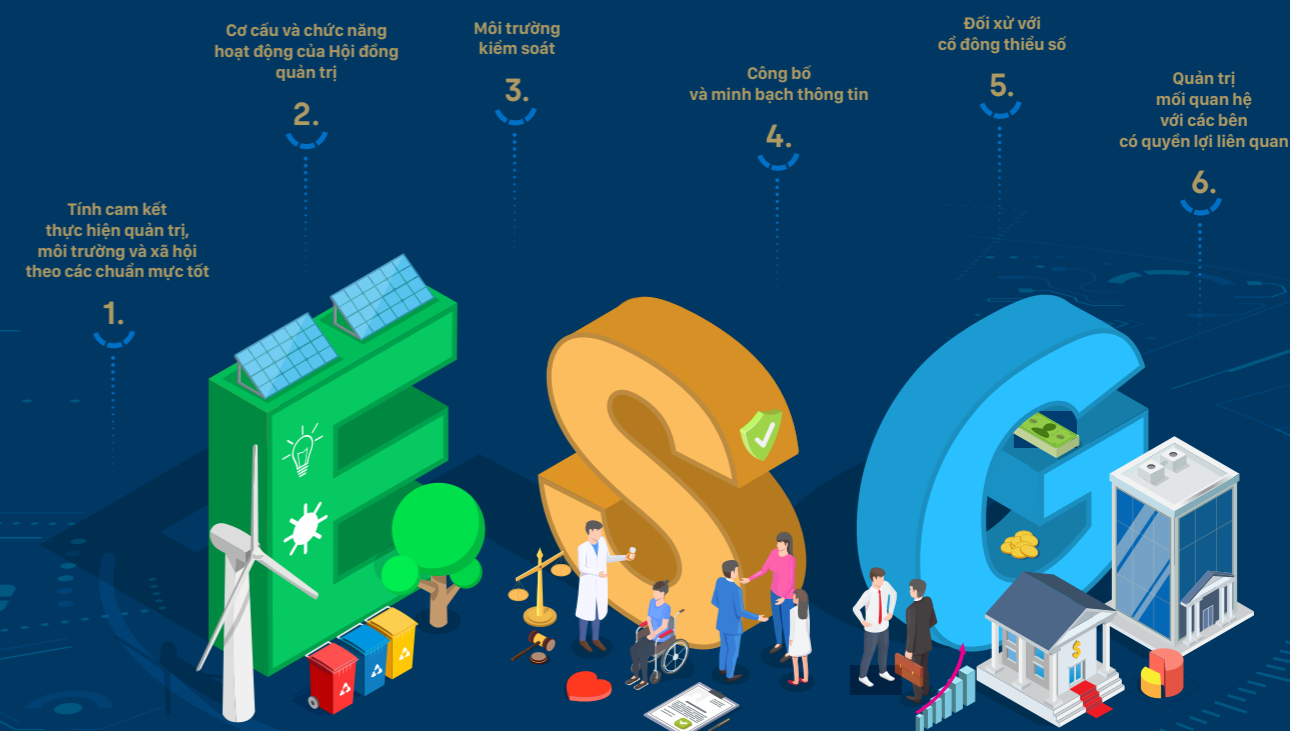 Tính cam kết
thực hiện quản trị,
môi trường và xã hội
theo các chuẩn mực tốt
1.
Cơ cấu và chức năng
hoạt động của Hội đồng
quản trị
2.
Môi trường
kiểm soát
3.
Công bố
và minh bạch thông tin
4.
Đối xử với
cổ đông thiểu số
5.
Quản trị
mối quan hệ
với các bên
có quyền lợi liên quan
6.
ESG
$